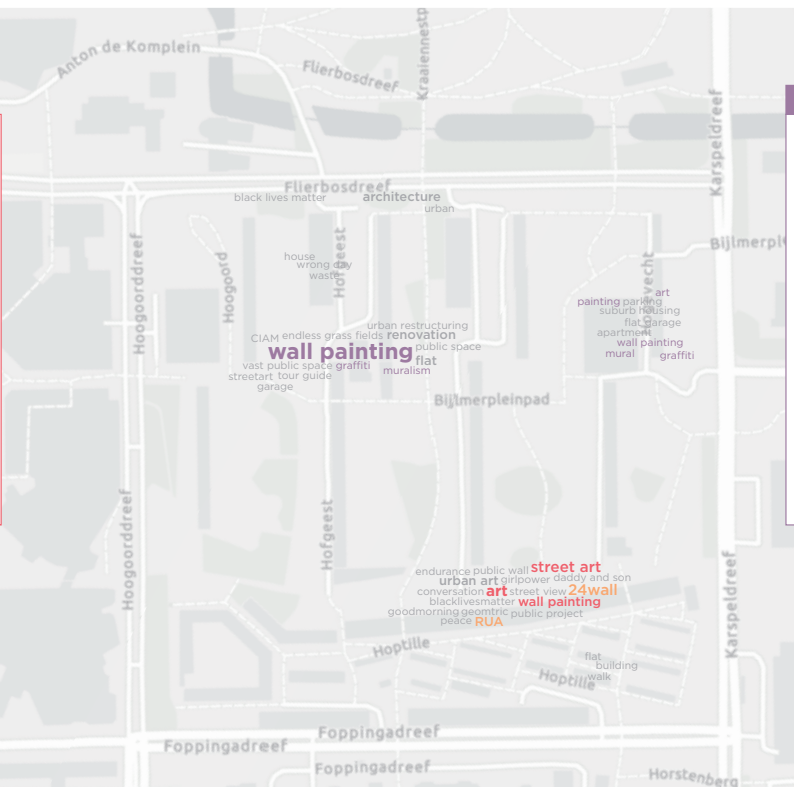 Anton de Komplein
Flierbosdreef
Kraaiennestp
Karspeldreef
Flierbosdreef
black lives matter
architecture
urban
Hoogoorddreef
Hoogoord
Hofgeest
house
wrong day
waste
Bijlmerpl
art
painting parking
suburb housing
flat garage
apartment
wall painting
mural
graffiti
urban restructuring
CIAM endless grass fields renovation
wall painting public space
flat
vast public space graffiti
muralism
streetart tour guide
garage
Bijlmerpleinpad
Hoogoorddreef
Hofgeest
Karspeldreef
endurance public wall street art
urban art girlpower daddy and son
conversation art street view 24wall
blacklivesmatter wall painting
goodmorning geomtric public project
peace RUA
Hoptille
flat
building
walk
Hoptille
Foppingadreef
Foppingadreef
Foppingadreef
Horstenberg